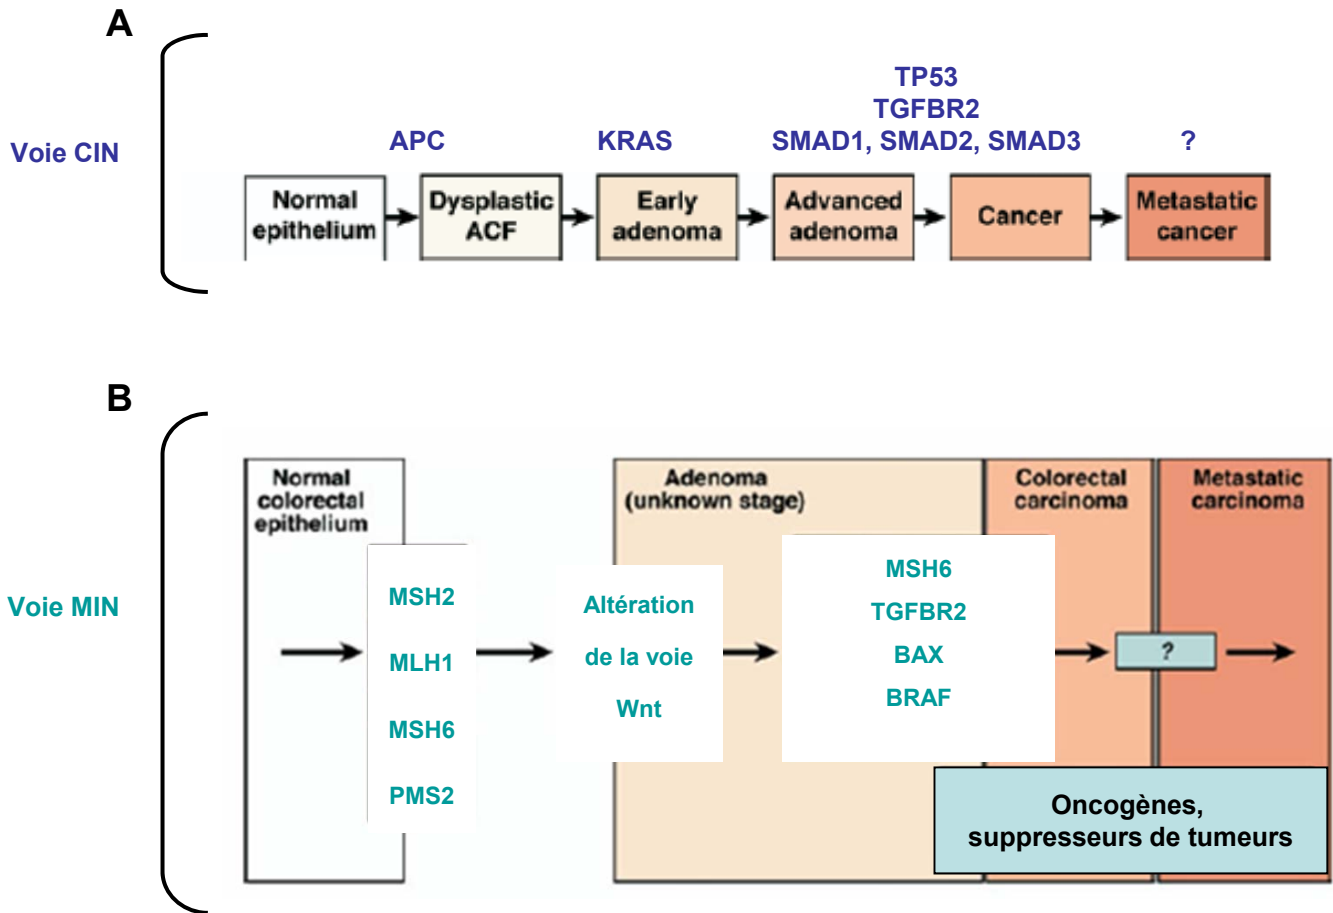 A
Voie CIN
TP53
TGFBR2
APC
KRAS
SMAD1, SMAD2, SMAD3
?
Normal
epithelium
Dysplastic
ACF
Early
adenoma
Advanced
adenoma
Cancer
Metastatic
cancer
B
Voie MIN
Normal
colorectal
epithelium
Adenoma
(unknown stage)
Colorectal
carcinoma
Metastatic
carcinoma
MSH2
MLH1
MSH6
PMS2
Altération
de la voie
Wnt
MSH6
TGFBR2
BAX
BRAF
?
Oncogènes,
suppresseurs de tumeurs